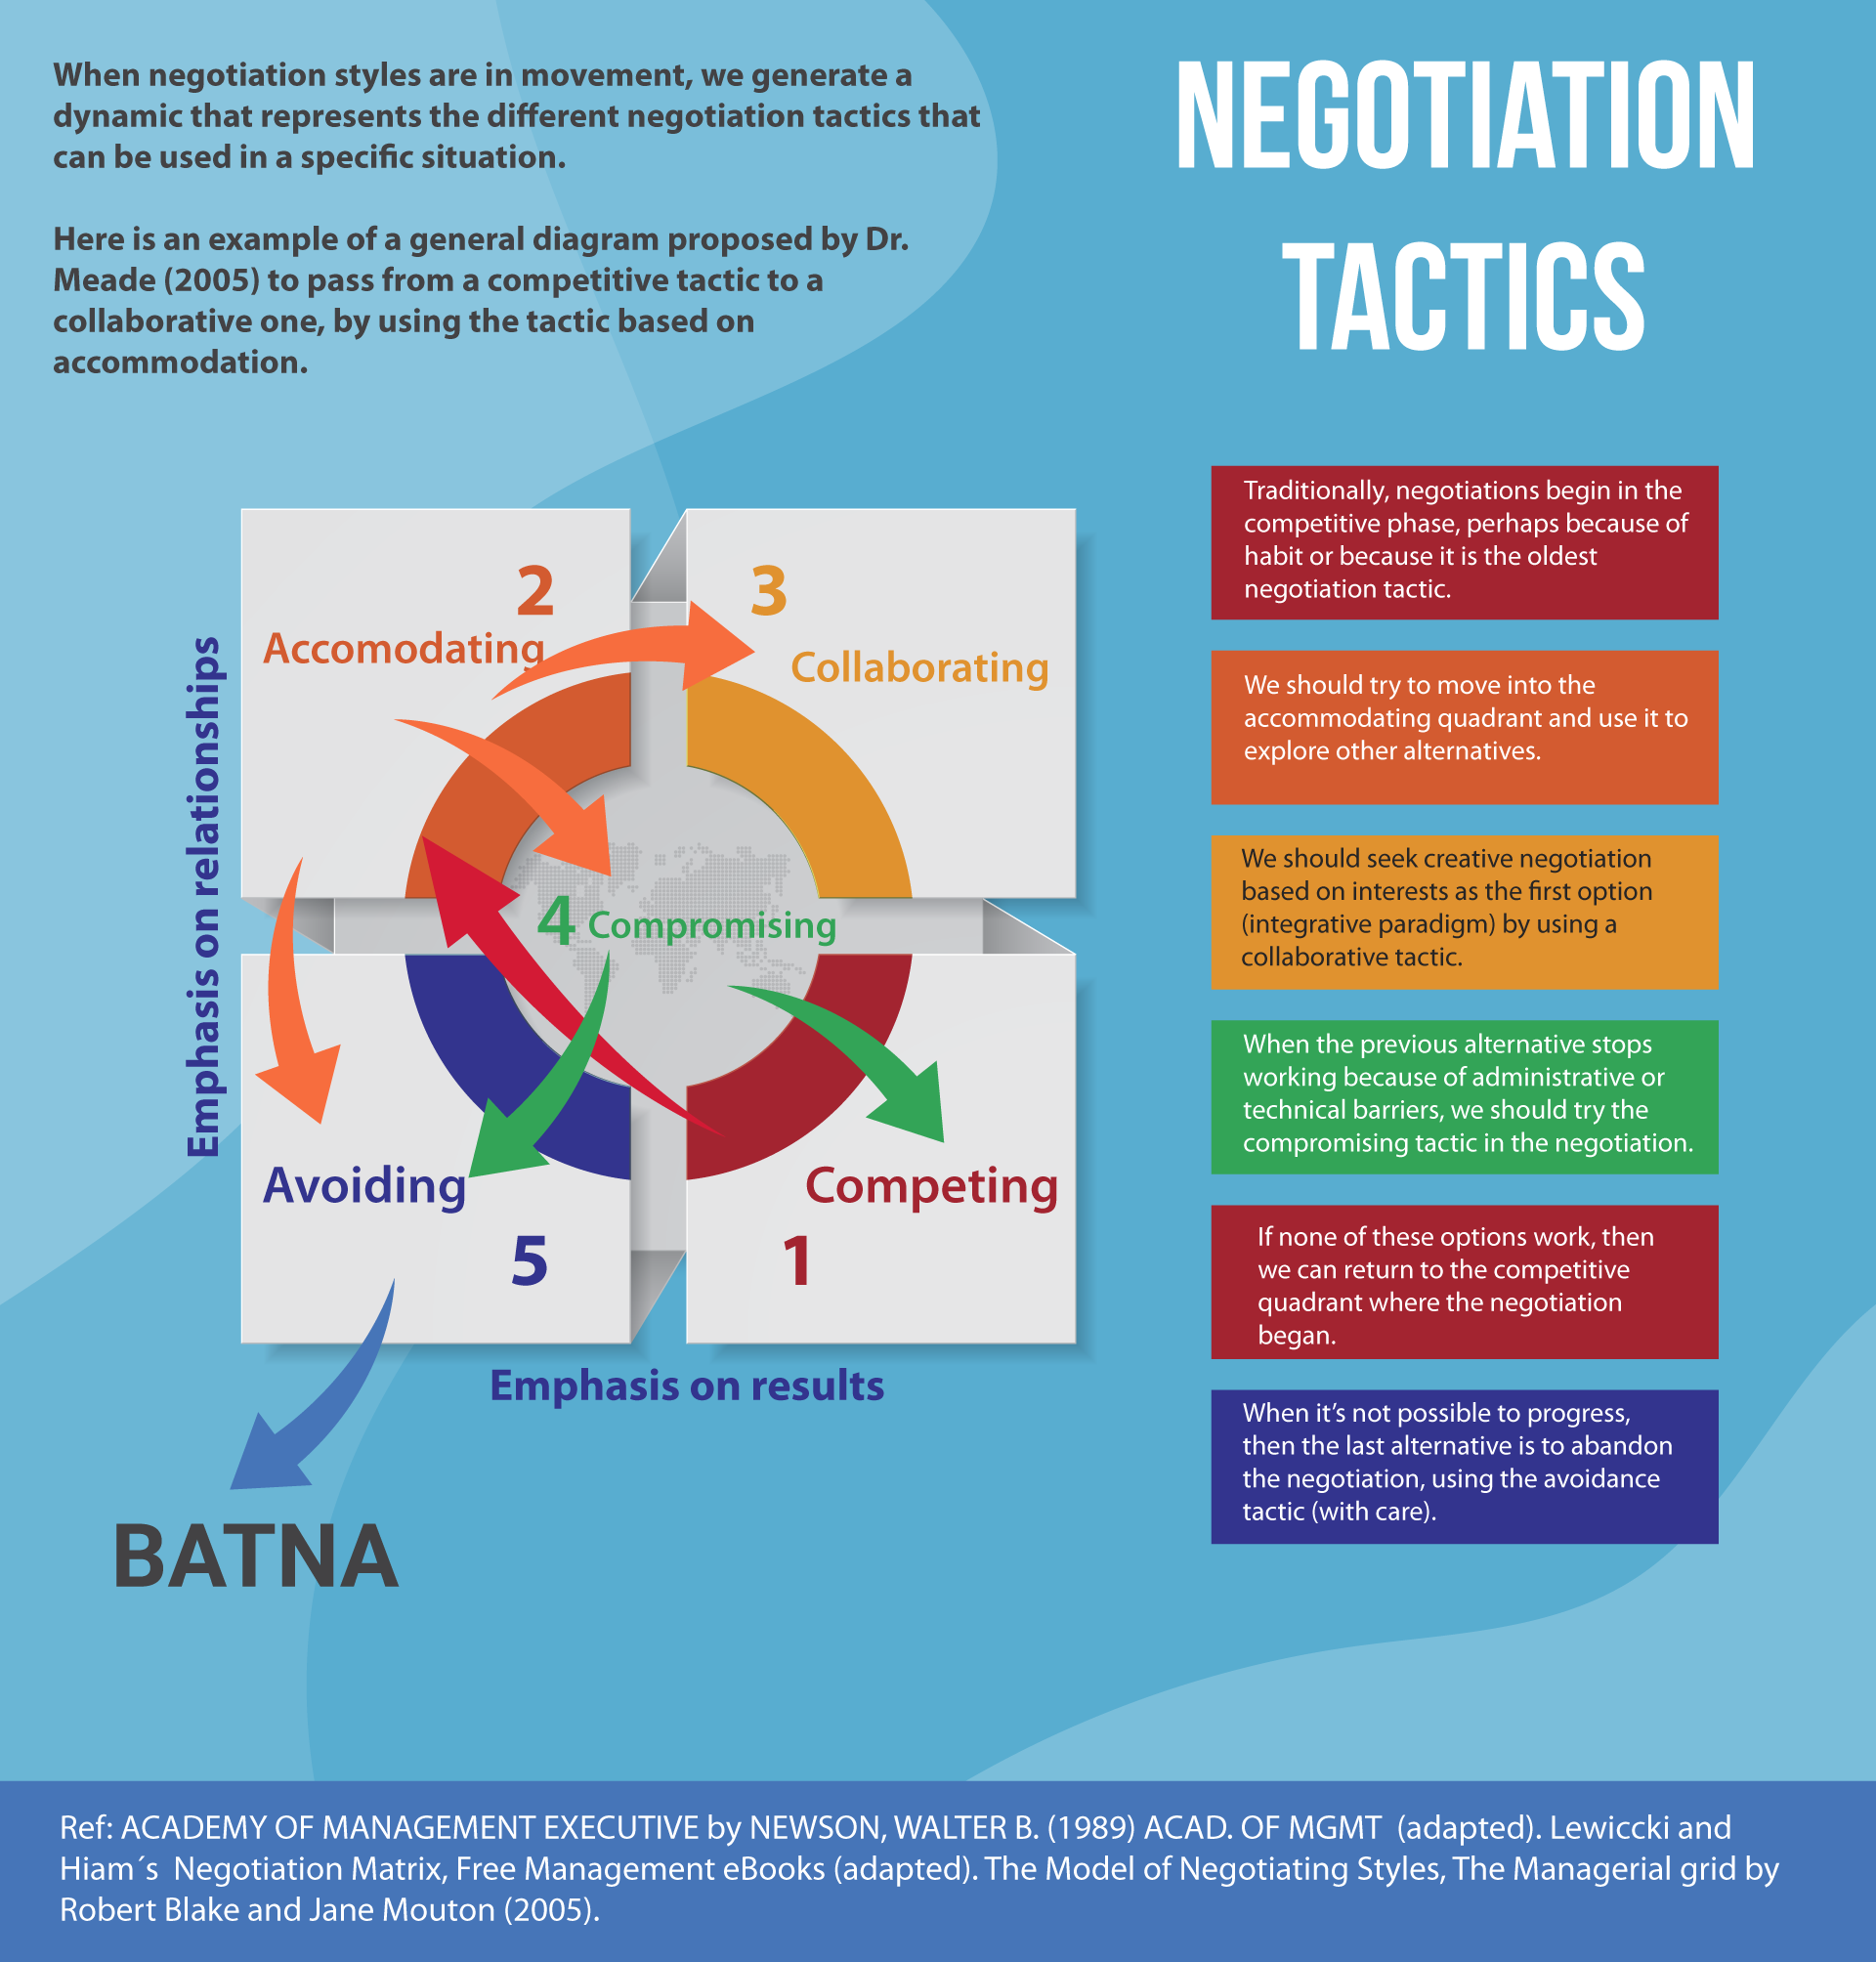 When negotiation styles are in movement, we generate a
dynamic that represents the different negotiation tactics that
can be used in a specific situation.
Here is an example of a general diagram proposed by Dr.
Meade (2005) to pass from a competitive tactic to a
collaborative one, by using the tactic based on
accommodation.
NEGOTIATION
TACTICS
Emphasis on relationships
2
Accomodating
3
Collaborating
4 Compromising
Avoiding
5
Competing
1
Emphasis on results
BATNA
Traditionally, negotiations begin in the
competitive phase, perhaps because of
habit or because it is the oldest
negotiation tactic.
We should try to move into the
accommodating quadrant and use it to
explore other alternatives.
We should seek creative negotiation
based on interests as the first option
(integrative paradigm) by using a
collaborative tactic.
When the previous alternative stops
working because of administrative or
technical barriers, we should try the
compromising tactic in the negotiation.
If none of these options work, then
we can return to the competitive
quadrant where the negotiation
began.
When it’s not possible to progress,
then the last alternative is to abandon
the negotiation, using the avoidance
tactic (with care).
Ref: ACADEMY OF MANAGEMENT EXECUTIVE by NEWSON, WALTER B. (1989) ACAD. OF MGMT (adapted). Lewiccki and
Hiam´s Negotiation Matrix, Free Management eBooks (adapted). The Model of Negotiating Styles, The Managerial grid by
Robert Blake and Jane Mouton (2005).